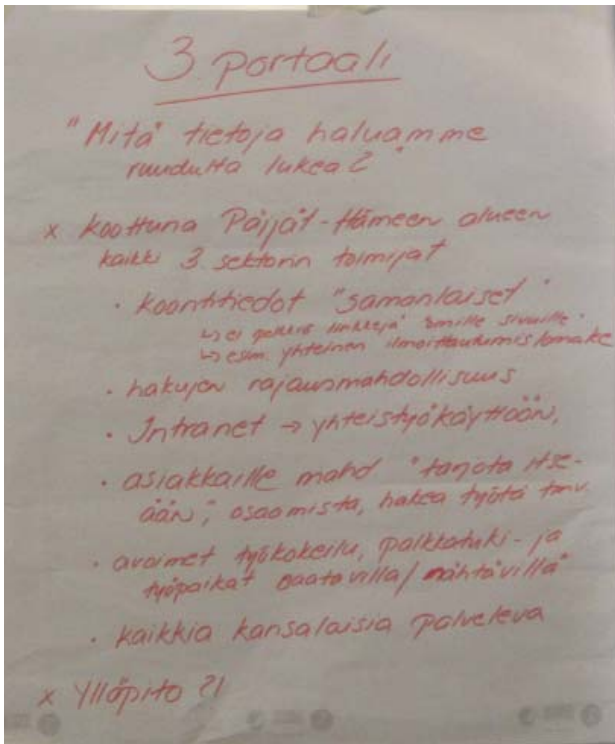 3 portaali
"Mitä tietoja haluamme
ruudulta lukea?"
x koottuna Päijät-Hämeen alueen
kaikki 3. sektorin toimijat
· koontitiedot "samanlaiset"
↳ ei pelkkiä linkkejä "omille sivuille"
↳ esim. yhteinen ilmoittautumislomake
· hakujen rajausmahdollisuus
· Intranet → yhteistyökäyttöön,
· asiakkaille mahd "tarjota itse-
ään", osaamista, hakea työtä tmv.
· avoimet työkokeilu, palkkatuki- ja
työpaikat saatavilla/nähtävillä"
· kaikkia kansalaisia palveleva
x Ylläpito ?!